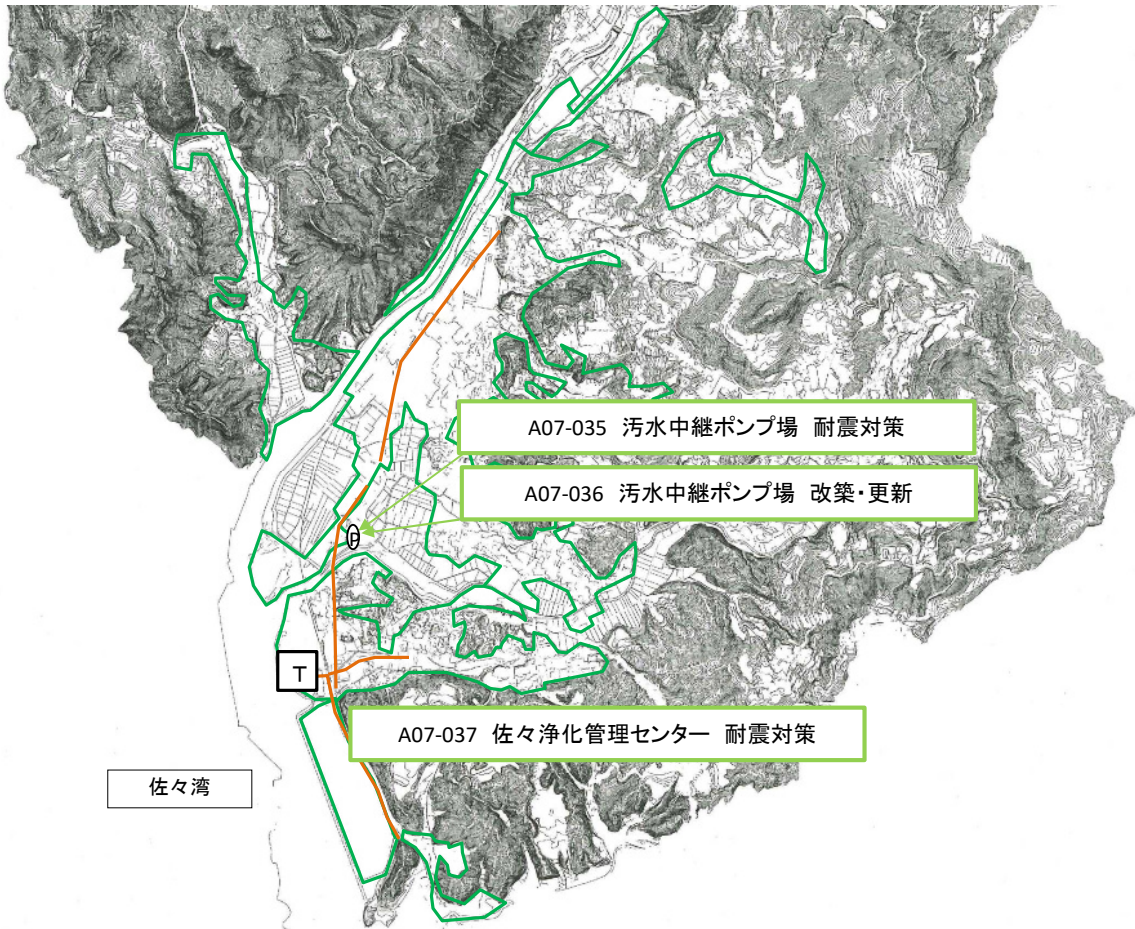 A07-035 汚水中継ポンプ場 耐震対策
A07-036 汚水中継ポンプ場 改築・更新
P
T
A07-037 佐々浄化管理センター 耐震対策
佐々湾